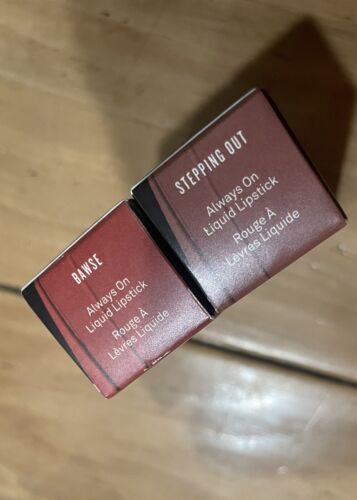 BAWSE
Always On
Liquid Lipstick
Rouge À
Lèvres Liquide
STEPPING OUT
Always On
Liquid Lipstick
Rouge À
Lèvres Liquide